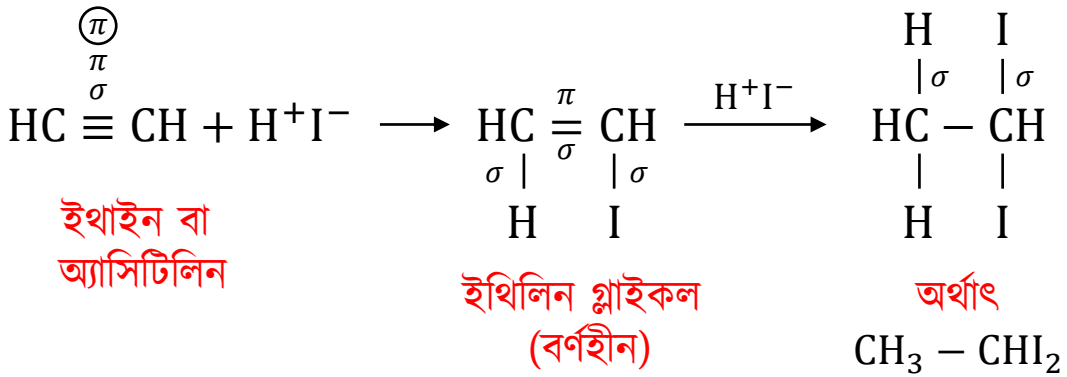 π
π
σ
HC ≡ CH + H⁺I⁻ ⟶ HC = CH ⟶ HC − CH
π
σ
σ | | σ
H I
H⁺I⁻
H I
| σ | σ
| | σ
H I
ইথাইন বা
অ্যাসিটিলিন
ইথিলিন গ্লাইকল
(বর্ণহীন)
অর্থাৎ
CH₃ − CHI₂